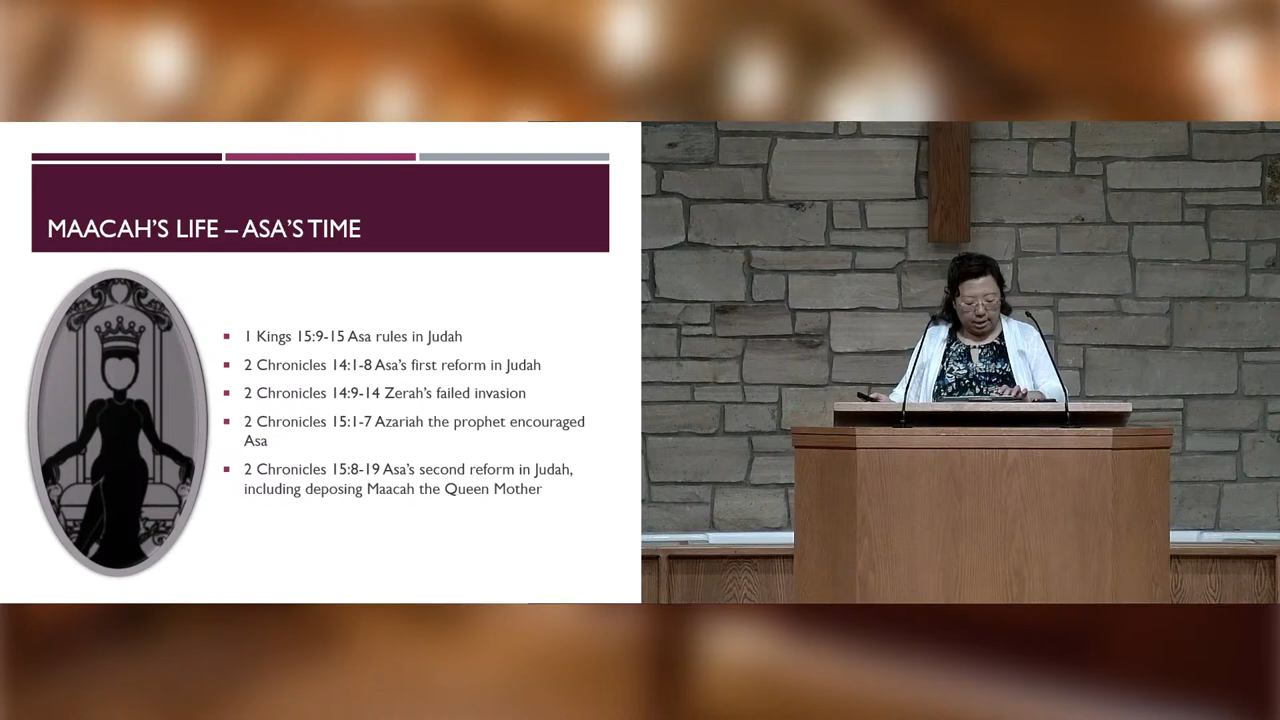 MAACAH'S LIFE – ASA'S TIME
1 Kings 15:9-15 Asa rules in Judah
2 Chronicles 14:1-8 Asa's first reform in Judah
2 Chronicles 14:9-14 Zerah's failed invasion
2 Chronicles 15:1-7 Azariah the prophet encouraged
Asa
2 Chronicles 15:8-19 Asa's second reform in Judah,
including deposing Maacah the Queen Mother